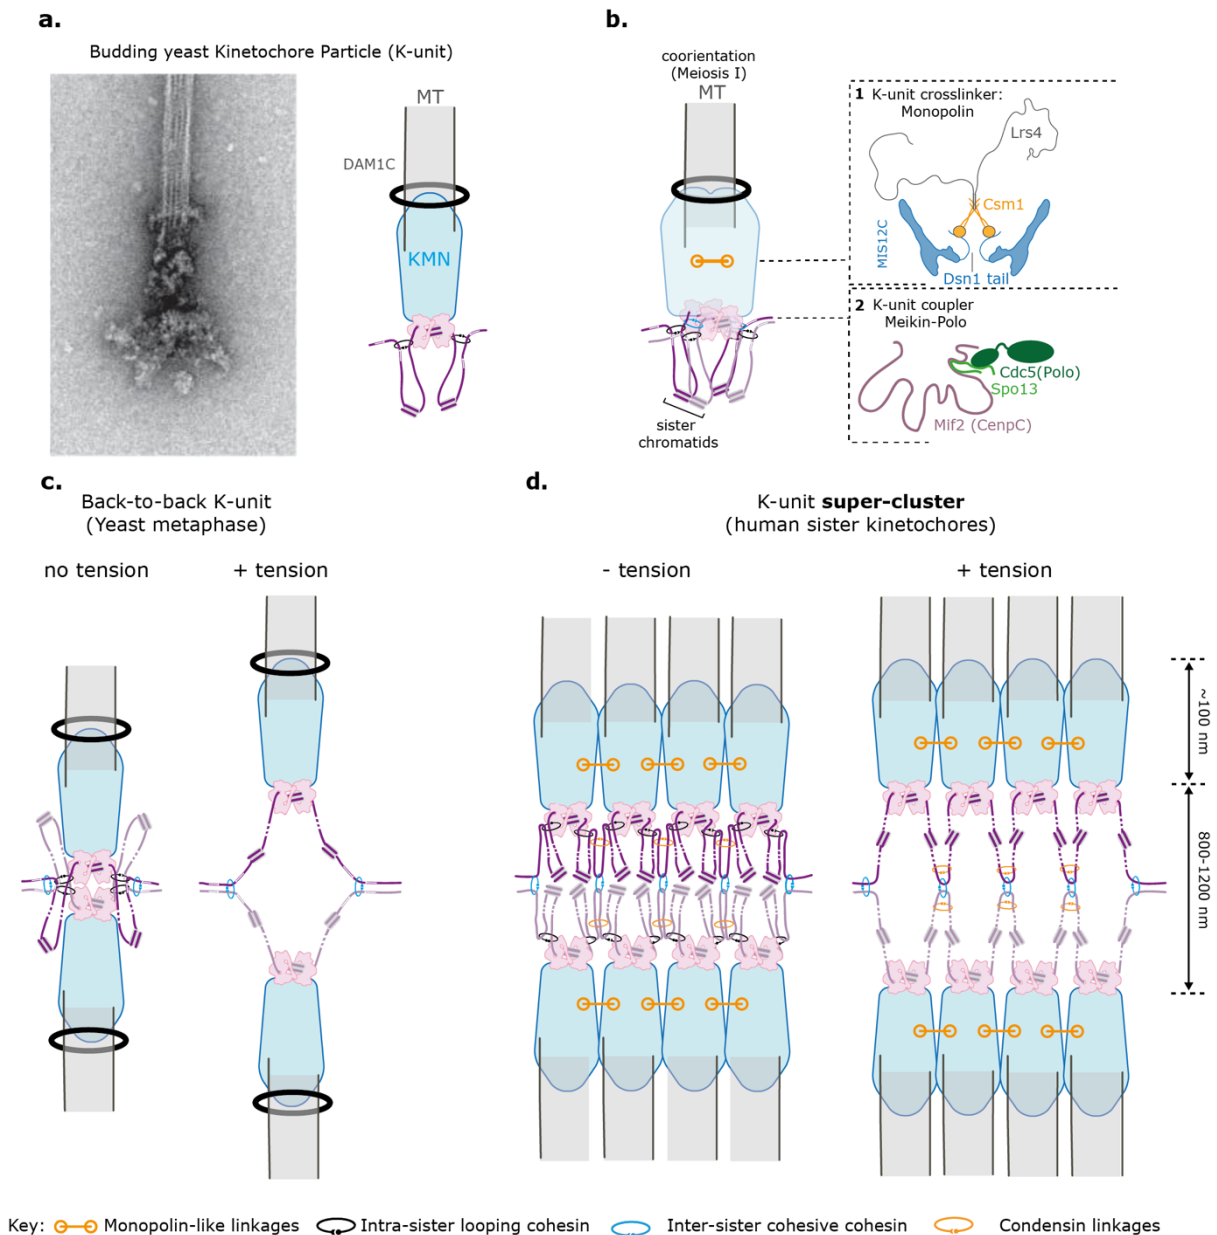 a.
Budding yeast Kinetochore Particle (K-unit)
MT
DAM1C
KMN
b.
coorientation
(Meiosis I)
MT
sister
chromatids
1 K-unit crosslinker:
Monopolin
Lrs4
Csm1
MIS12C
Dsn1 tail
2 K-unit coupler
Meikin-Polo
Cdc5(Polo)
Spo13
Mif2 (CenpC)
c.
Back-to-back K-unit
(Yeast metaphase)
no tension
+ tension
d.
K-unit super-cluster
(human sister kinetochores)
- tension
+ tension
~100 nm
800-1200 nm
Key: Monopolin-like linkages Intra-sister looping cohesin Inter-sister cohesive cohesin Condensin linkages